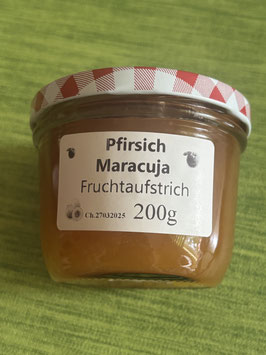 Pfirsich
Maracuja
Fruchtaufstrich
Ch.27032025 200g